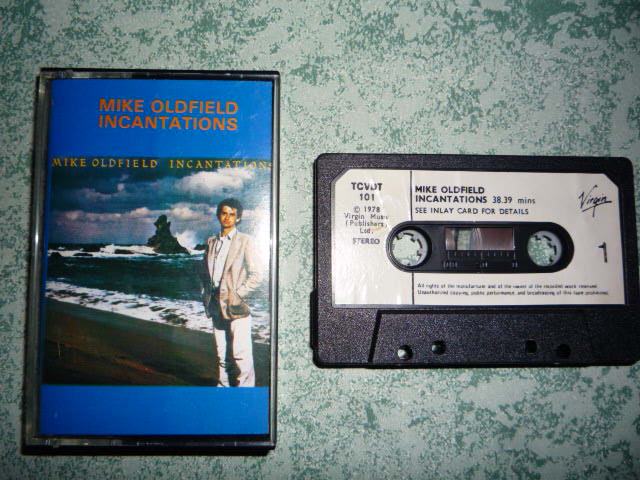 MIKE OLDFIELD
INCANTATIONS
MIKE OLDFIELD INCANTATIONS
TCVDT
101
© 1978
Virgin Music
(Publishers)
Ltd.
STEREO
MIKE OLDFIELD
INCANTATIONS 38.39 mins
SEE INLAY CARD FOR DETAILS
Virgin
1
All rights of the manufacturer and of the owner of the recorded work reserved.
Unauthorised copying, public performance, and broadcasting of this tape prohibited.